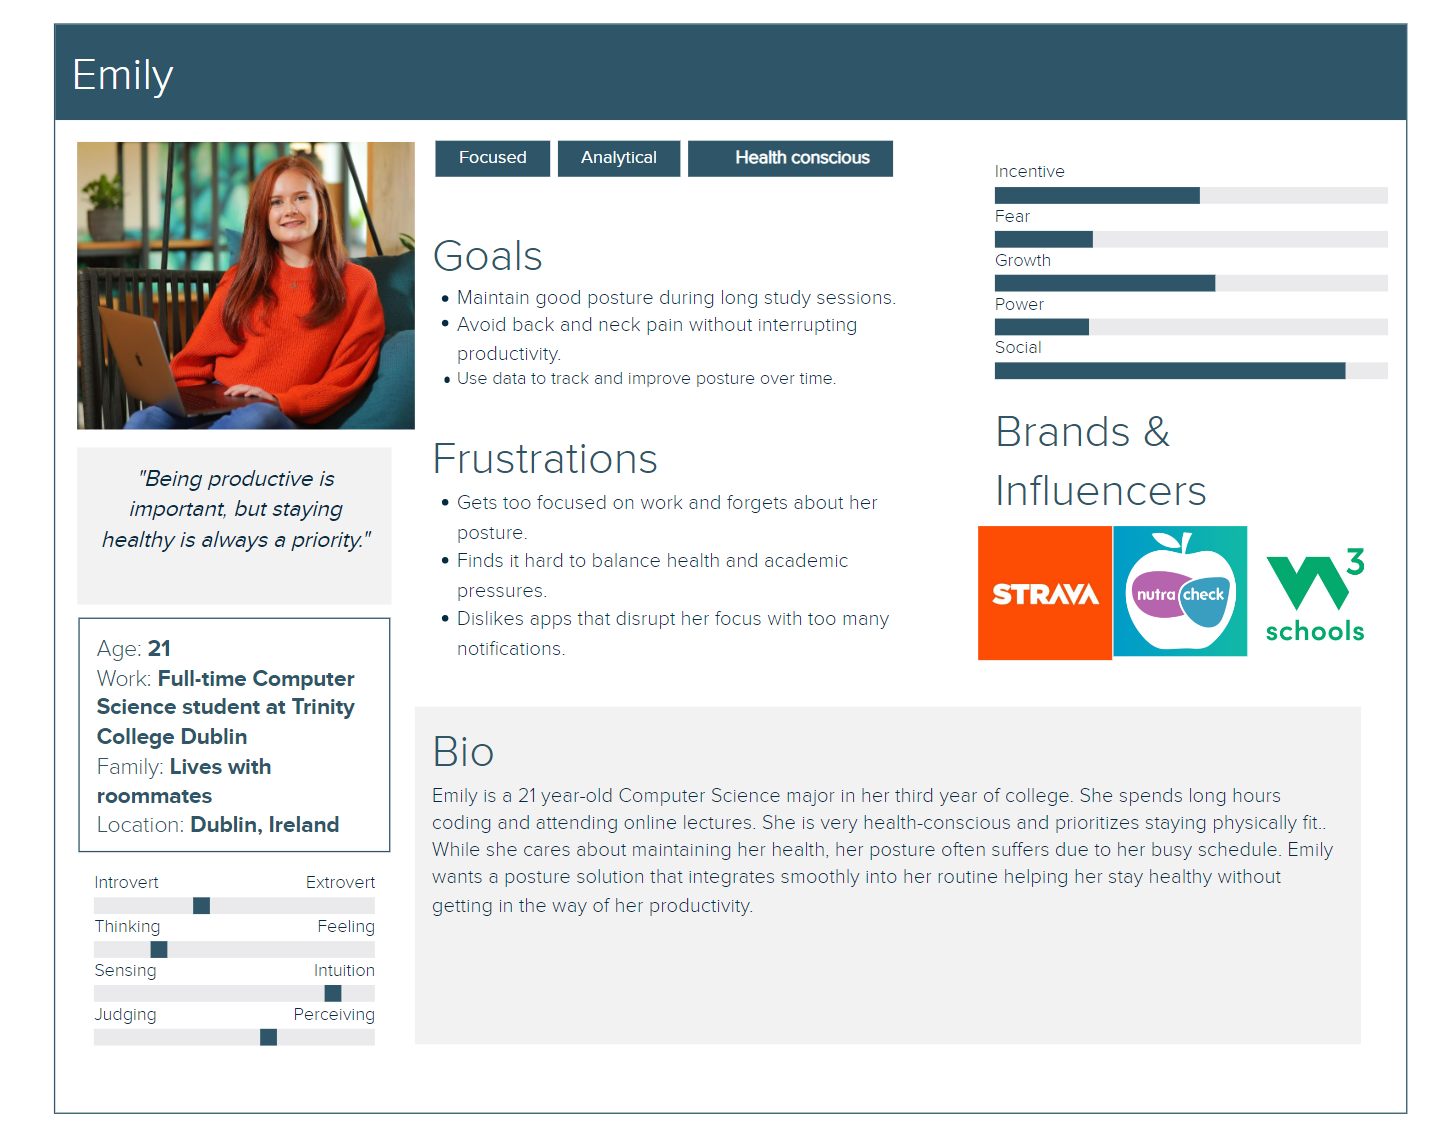 Emily
Focused
Analytical
Health conscious
Goals
• Maintain good posture during long study sessions.
• Avoid back and neck pain without interrupting
productivity.
• Use data to track and improve posture over time.
Frustrations
• Gets too focused on work and forgets about her
posture.
• Finds it hard to balance health and academic
pressures.
• Dislikes apps that disrupt her focus with too many
notifications.
Incentive
Fear
Growth
Power
Social
Brands &
Influencers
STRAVA
nutra check
w3
schools
"Being productive is
important, but staying
healthy is always a priority."
Age: 21
Work: Full-time Computer
Science student at Trinity
College Dublin
Family: Lives with
roommates
Location: Dublin, Ireland
Introvert Extrovert
Thinking Feeling
Sensing Intuition
Judging Perceiving
Bio
Emily is a 21 year-old Computer Science major in her third year of college. She spends long hours
coding and attending online lectures. She is very health-conscious and prioritizes staying physically fit..
While she cares about maintaining her health, her posture often suffers due to her busy schedule. Emily
wants a posture solution that integrates smoothly into her routine helping her stay healthy without
getting in the way of her productivity.